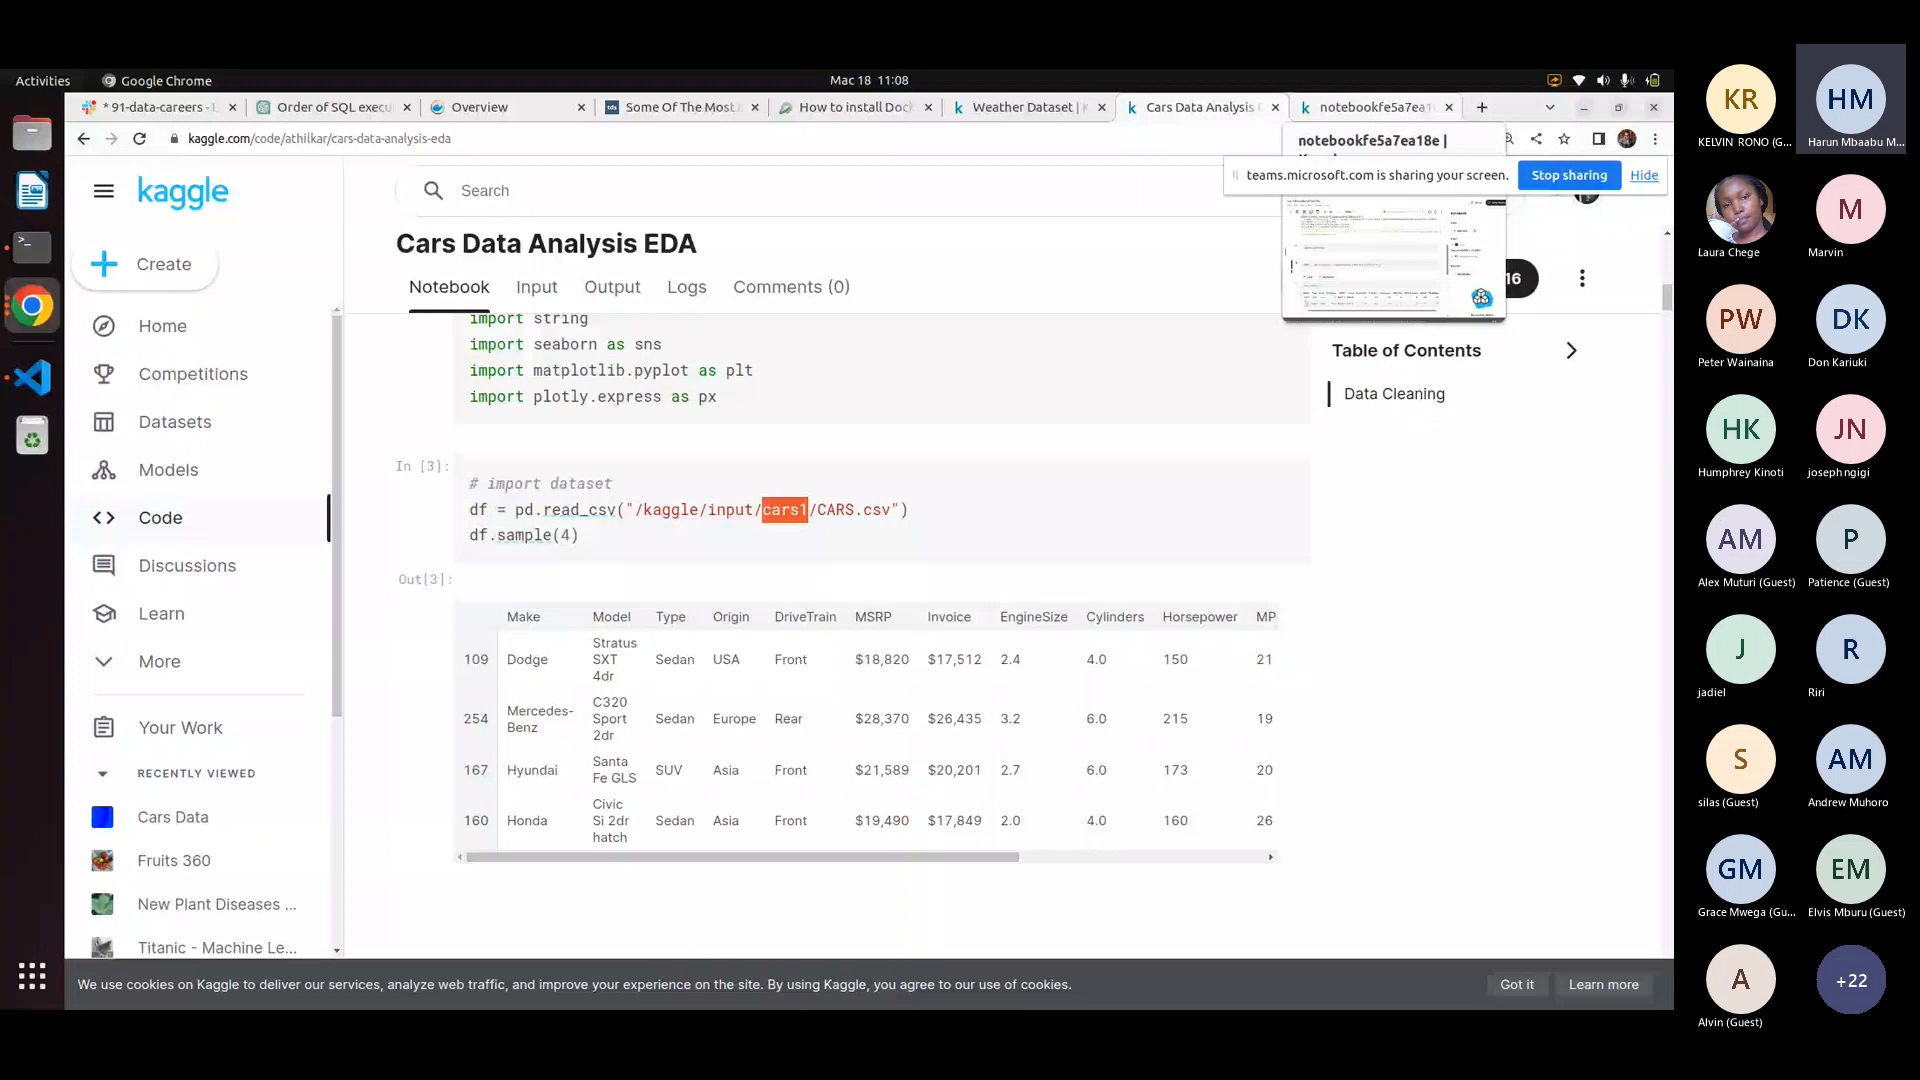 Activities
Google Chrome
Mac 18 11:08
* 91-data-careers -
Order of SQL execu
Overview
Some Of The Most
How to install Doc
Weather Dataset |
Cars Data Analysis
notebookfe5a7ea1
kaggle.com/code/athilkar/cars-data-analysis-eda
notebookfe5a7ea18e |
teams.microsoft.com is sharing your screen.
Stop sharing
Hide
kaggle
Search
Create
Cars Data Analysis EDA
16
Notebook
Input
Output
Logs
Comments (0)
Home
Competitions
Datasets
Models
Code
Discussions
Learn
More
Your Work
RECENTLY VIEWED
Cars Data
Fruits 360
New Plant Diseases ...
Titanic - Machine Le...
import string
import seaborn as sns
import matplotlib.pyplot as plt
import plotly.express as px
Table of Contents
Data Cleaning
In [3]:
# import dataset
df = pd.read_csv("/kaggle/input/cars1/CARS.csv")
df.sample(4)
Out[3]:
Make Model Type Origin DriveTrain MSRP Invoice EngineSize Cylinders Horsepower MP
109 Dodge Stratus SXT 4dr Sedan USA Front $18,820 $17,512 2.4 4.0 150 21
254 Mercedes-Benz C320 Sport 2dr Sedan Europe Rear $28,370 $26,435 3.2 6.0 215 19
167 Hyundai Santa Fe GLS SUV Asia Front $21,589 $20,201 2.7 6.0 173 20
160 Honda Civic Si 2dr hatch Sedan Asia Front $19,490 $17,849 2.0 4.0 160 26
We use cookies on Kaggle to deliver our services, analyze web traffic, and improve your experience on the site. By using Kaggle, you agree to our use of cookies.
Got it
Learn more
KR
KELVIN RONO (G...
HM
Harun Mbaabu M...
Laura Chege
M
Marvin
PW
Peter Wainaina
DK
Don Kariuki
HK
Humphrey Kinoti
JN
joseph ngigi
AM
Alex Muturi (Guest)
P
Patience (Guest)
J
jadiel
R
Riri
S
silas (Guest)
AM
Andrew Muhoro
GM
Grace Mwega (Gu...
EM
Elvis Mburu (Guest)
A
Alvin (Guest)
+22